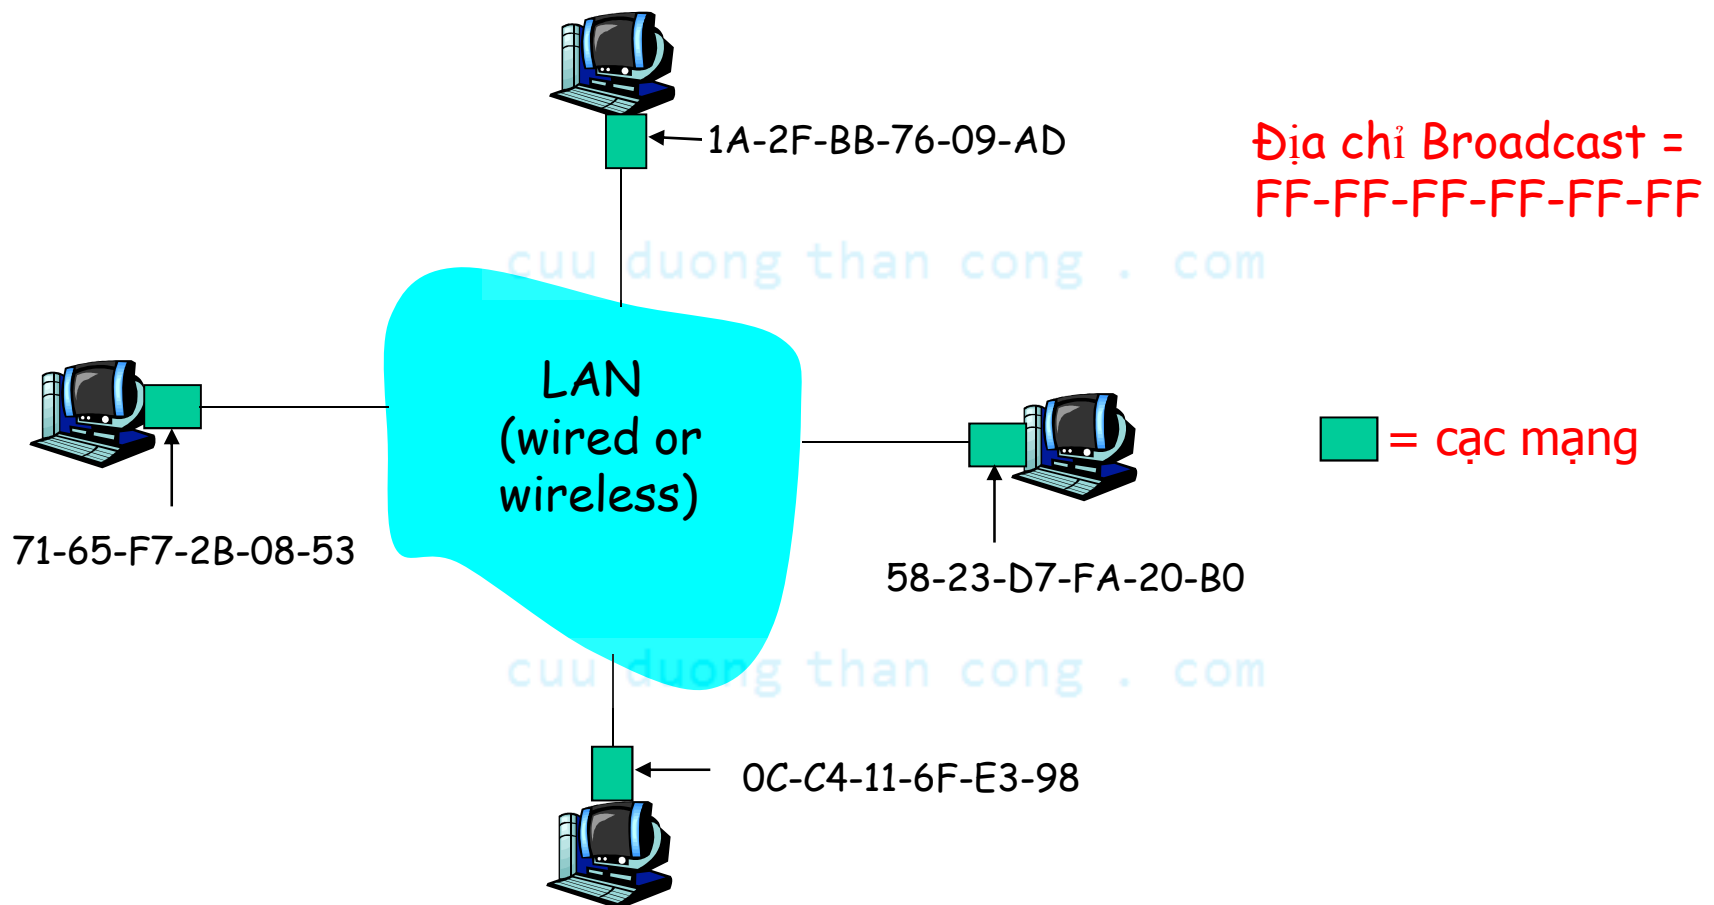 1A-2F-BB-76-09-AD
Địa chỉ Broadcast =
FF-FF-FF-FF-FF-FF
cuu duong than cong . com
LAN
(wired or
wireless)
= cạc mạng
71-65-F7-2B-08-53
58-23-D7-FA-20-B0
cuu duong than cong . com
0C-C4-11-6F-E3-98